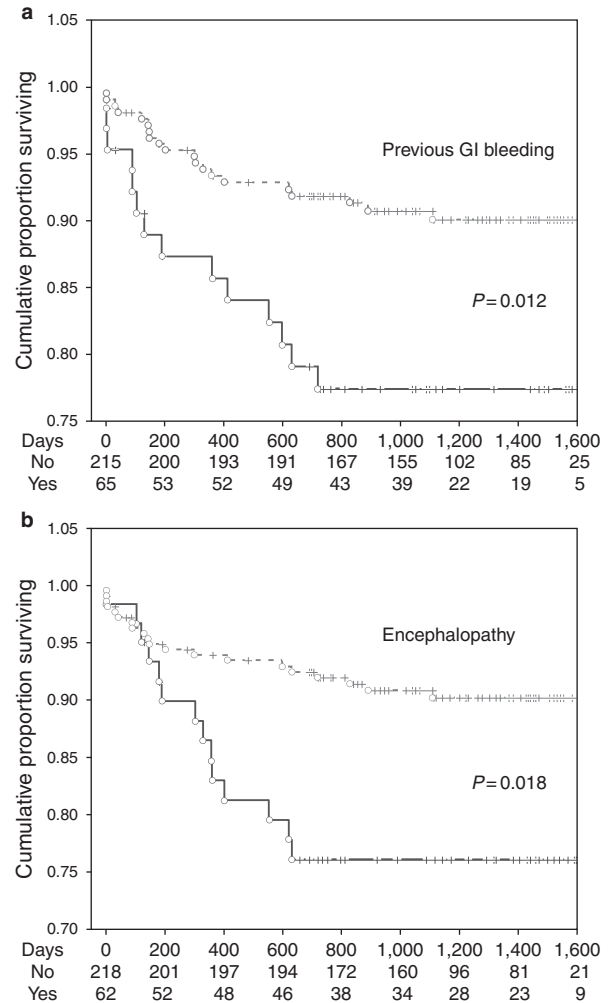 a
1.05
1.00
0.95
0.90
0.85
0.80
0.75
Cumulative proportion surviving
Previous GI bleeding
P=0.012
Days 0 200 400 600 800 1,000 1,200 1,400 1,600
No 215 200 193 191 167 155 102 85 25
Yes 65 53 52 49 43 39 22 19 5
b
1.05
1.00
0.95
0.90
0.85
0.80
0.75
0.70
Cumulative proportion surviving
Encephalopathy
P=0.018
Days 0 200 400 600 800 1,000 1,200 1,400 1,600
No 218 201 197 194 172 160 96 81 21
Yes 62 52 48 46 38 34 28 23 9